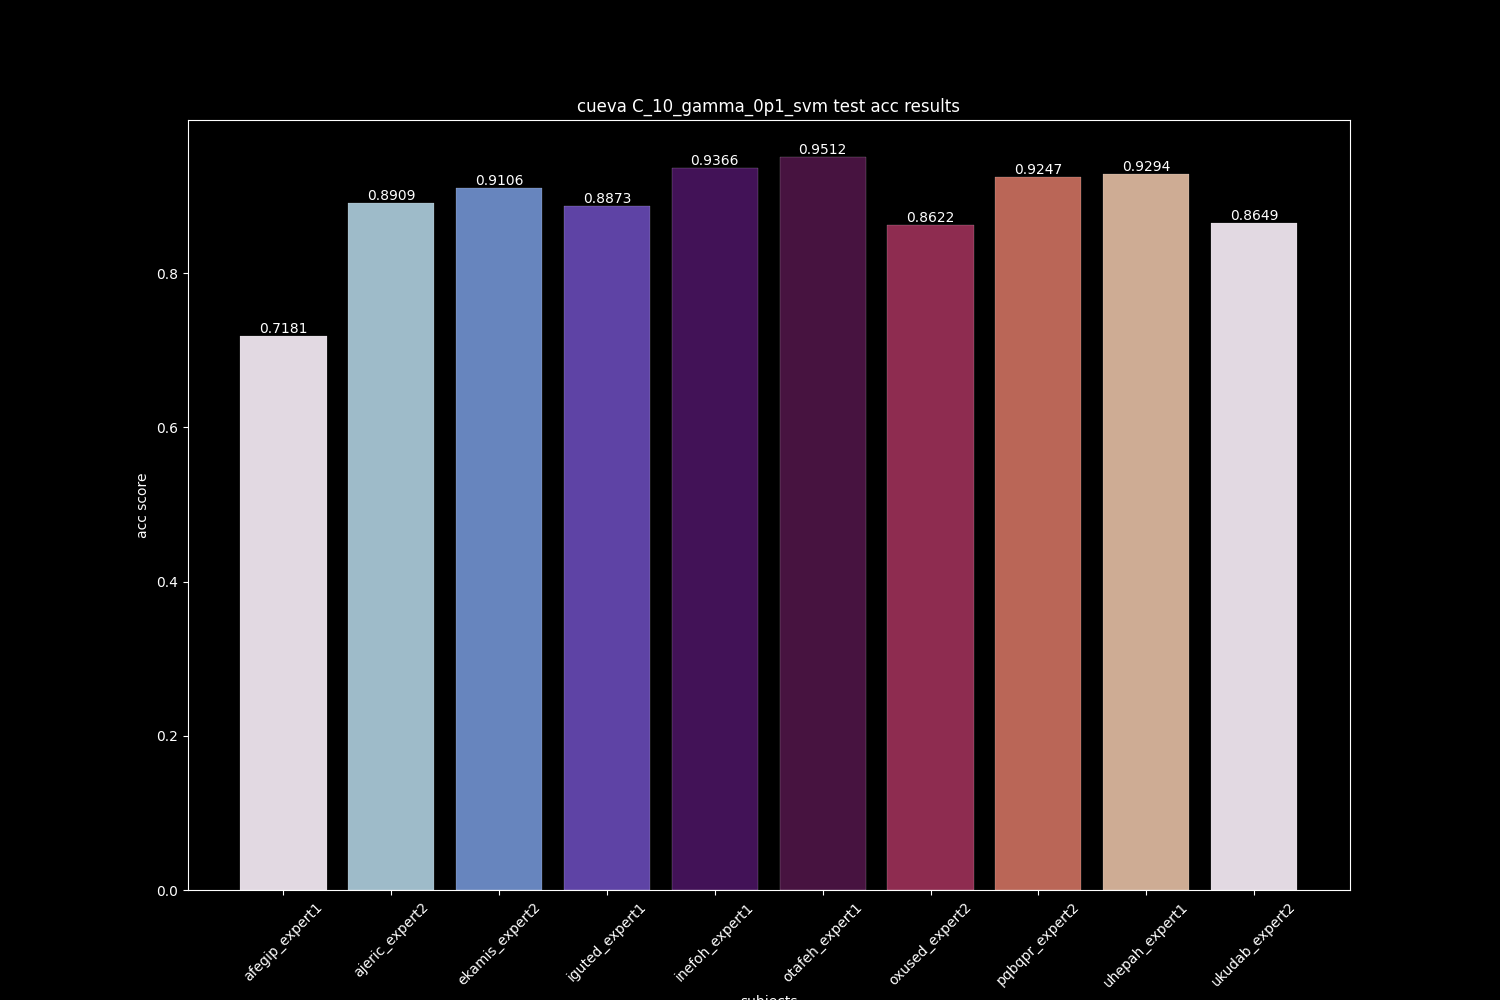 cueva C_10_gamma_0p1_svm test acc results
0.7181
0.8909
0.9106
0.8873
0.9366
0.9512
0.8622
0.9247
0.9294
0.8649
acc score
0.8
0.6
0.4
0.2
0.0
afegip_expert1
ajeric_expert2
ekamis_expert2
iguted_expert1
inefoh_expert1
otafeh_expert1
oxused_expert2
pqbqpr_expert2
uhepah_expert1
ukudab_expert2
subjects